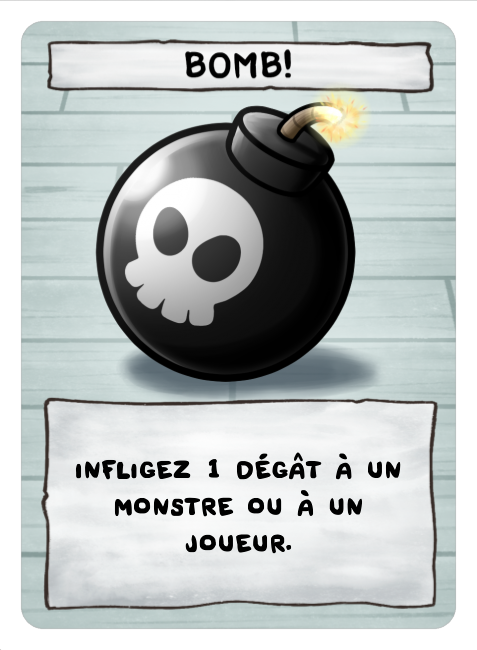 BOMB!
INFLIGEZ 1 DÉGÂT À UN
MONSTRE OU À UN
JOUEUR.